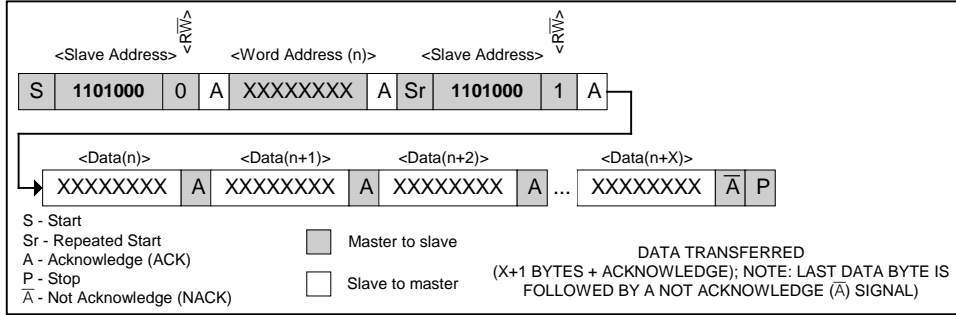 <Slave Address> <RW̅> <Word Address (n)> <Slave Address> <RW̅>
S 1101000 0 A XXXXXXXX A Sr 1101000 1 A
<Data(n)> <Data(n+1)> <Data(n+2)> <Data(n+X)>
XXXXXXXX A XXXXXXXX A XXXXXXXX A ... XXXXXXXX A̅ P
S - Start
Sr - Repeated Start
A - Acknowledge (ACK)
P - Stop
A̅ - Not Acknowledge (NACK)
Master to slave
Slave to master
DATA TRANSFERRED
(X+1 BYTES + ACKNOWLEDGE); NOTE: LAST DATA BYTE IS
FOLLOWED BY A NOT ACKNOWLEDGE (A̅) SIGNAL)